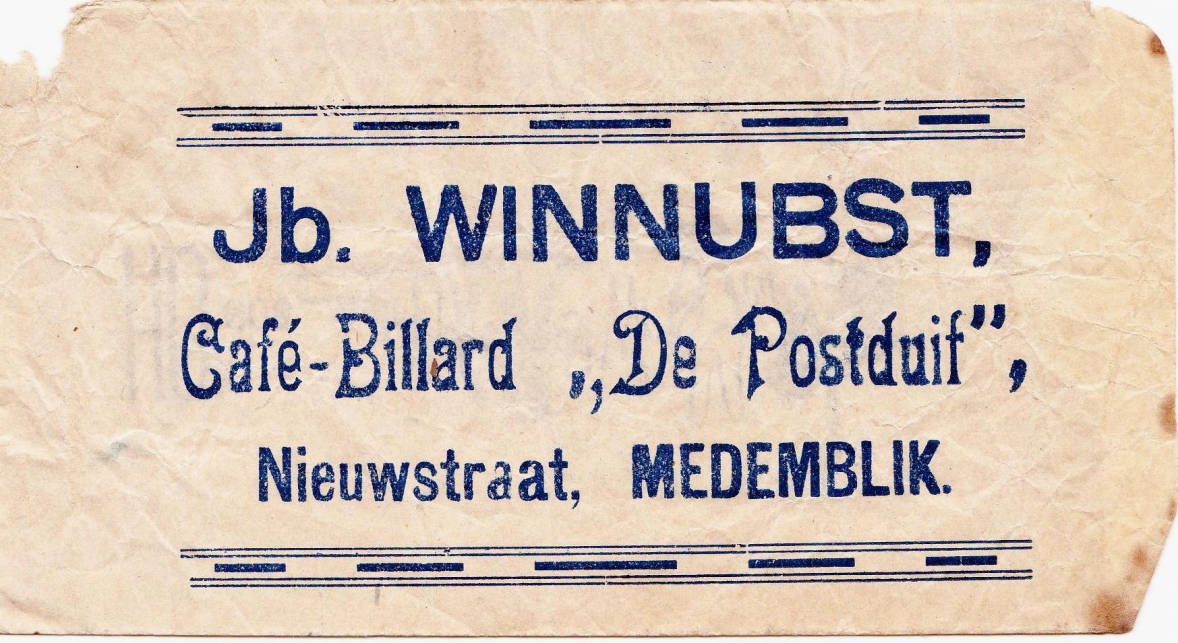 Jb. WINNUBST,
Café-Billard „De Postduif”,
Nieuwstraat, MEDEMBLIK.